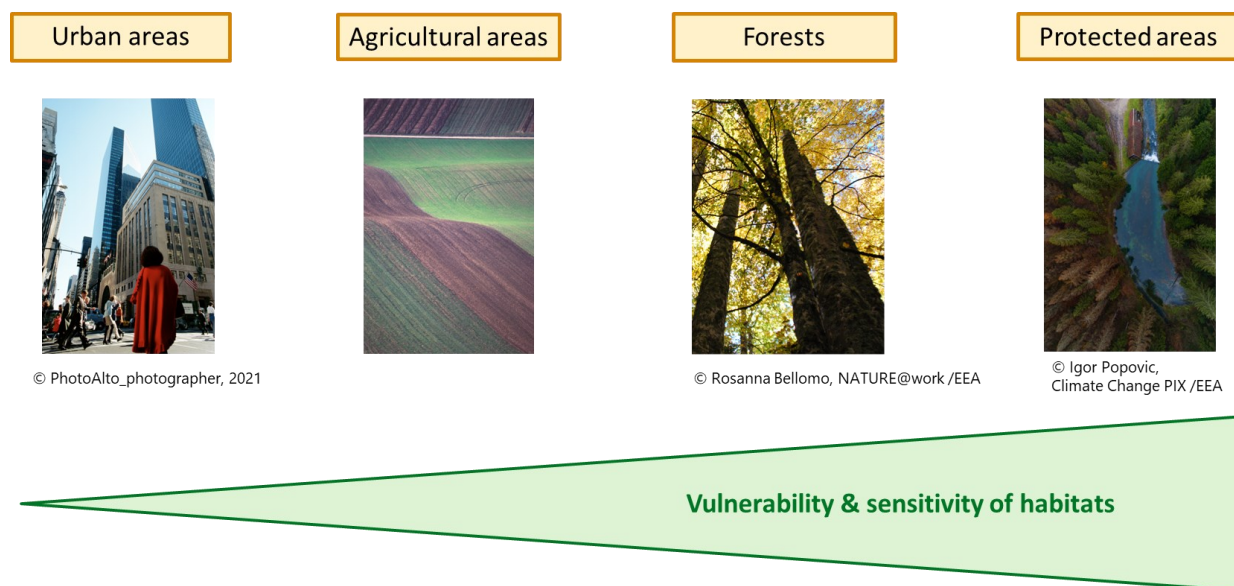 Urban areas
Agricultural areas
Forests
Protected areas
© PhotoAlto_photographer, 2021
© Rosanna Bellomo, NATURE@work /EEA
© Igor Popovic,
Climate Change PIX /EEA
Vulnerability & sensitivity of habitats